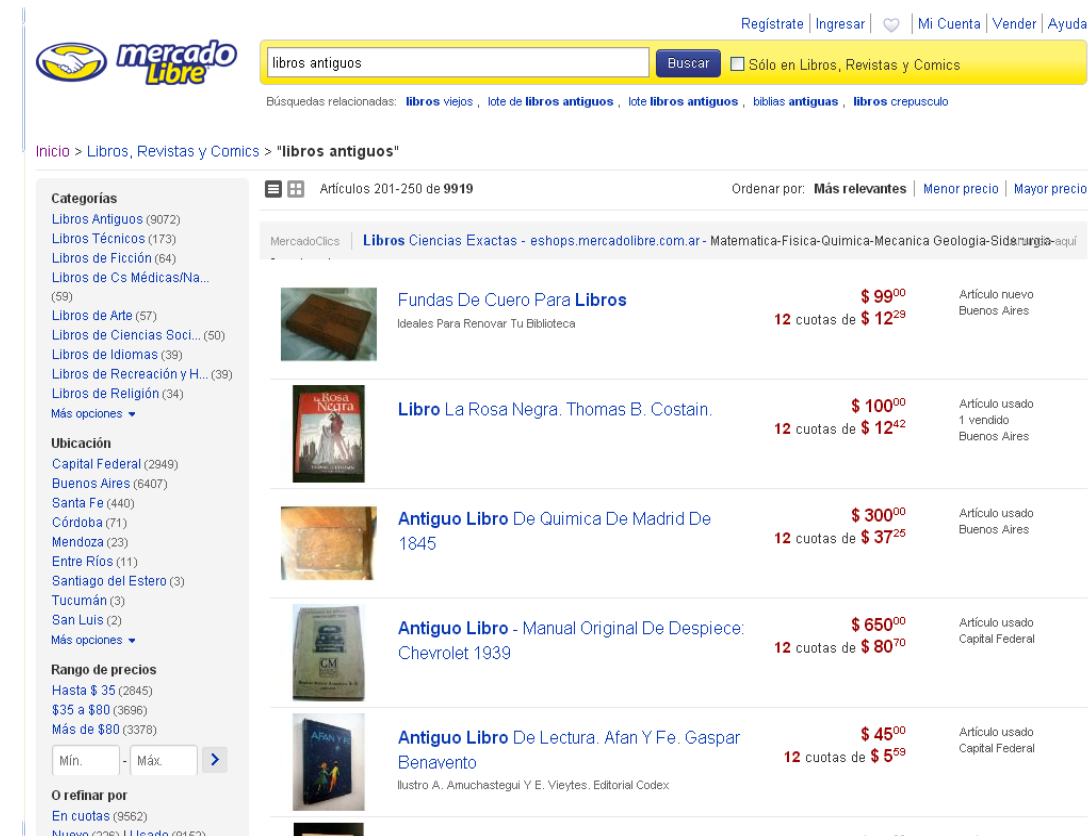 Regístrate | Ingresar | Mi Cuenta | Vender | Ayuda
mercado
Libre
libros antiguos
Buscar
Sólo en Libros, Revistas y Comics
Búsquedas relacionadas: libros viejos , lote de libros antiguos , lote libros antiguos , biblias antiguas , libros crepusculo
Inicio > Libros, Revistas y Comics > "libros antiguos"
Categorías
Libros Antiguos (9072)
Libros Técnicos (173)
Libros de Ficción (64)
Libros de Cs Médicas/Na...
(59)
Libros de Arte (57)
Libros de Ciencias Soci... (50)
Libros de Idiomas (39)
Libros de Recreación y H... (39)
Libros de Religión (34)
Más opciones
Ubicación
Capital Federal (2949)
Buenos Aires (6407)
Santa Fe (440)
Córdoba (71)
Mendoza (23)
Entre Ríos (11)
Santiago del Estero (3)
Tucumán (3)
San Luis (2)
Más opciones
Rango de precios
Hasta $ 35 (2845)
$35 a $80 (3696)
Más de $80 (3378)
Mín. - Máx.
O refinar por
En cuotas (9562)
Nuevo (226) | Usado (9152)
Artículos 201-250 de 9919
Ordenar por: Más relevantes | Menor precio | Mayor precio
MercadoClics | Libros Ciencias Exactas - eshops.mercadolibre.com.ar - Matematica-Fisica-Quimica-Mecanica Geologia-Siderurgia-
aquí
Fundas De Cuero Para Libros
Ideales Para Renovar Tu Biblioteca
$ 9900
12 cuotas de $ 1229
Artículo nuevo
Buenos Aires
La Rosa
Negra
Libro La Rosa Negra. Thomas B. Costain.
$ 10000
12 cuotas de $ 1242
Artículo usado
1 vendido
Buenos Aires
Antiguo Libro De Quimica De Madrid De
1845
$ 30000
12 cuotas de $ 3725
Artículo usado
Buenos Aires
GM
Antiguo Libro - Manual Original De Despiece:
Chevrolet 1939
$ 65000
12 cuotas de $ 8070
Artículo usado
Capital Federal
AFAN Y FE
Antiguo Libro De Lectura. Afan Y Fe. Gaspar
Benavento
Ilustro A. Amuchastegui Y E. Vieytes. Editorial Codex
$ 4500
12 cuotas de $ 559
Artículo usado
Capital Federal